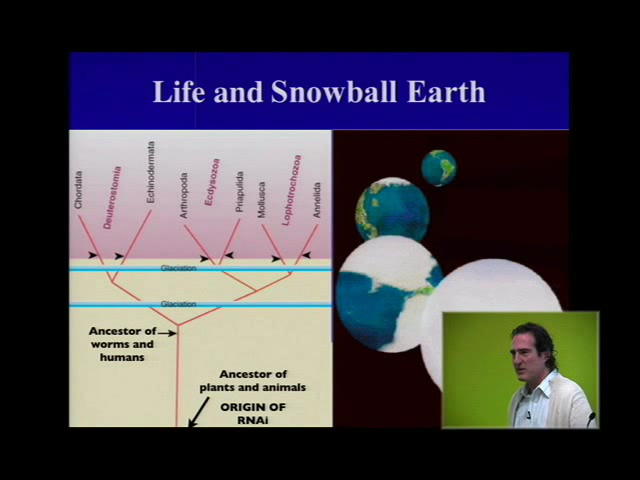 Life and Snowball Earth
Chordata
Deuterostomia
Echinodermata
Arthropoda
Ecdysozoa
Priapulida
Mollusca
Lophotrochozoa
Annelida
Glaciation
Glaciation
Ancestor of
worms and
humans
Ancestor of
plants and animals
ORIGIN OF
RNAi